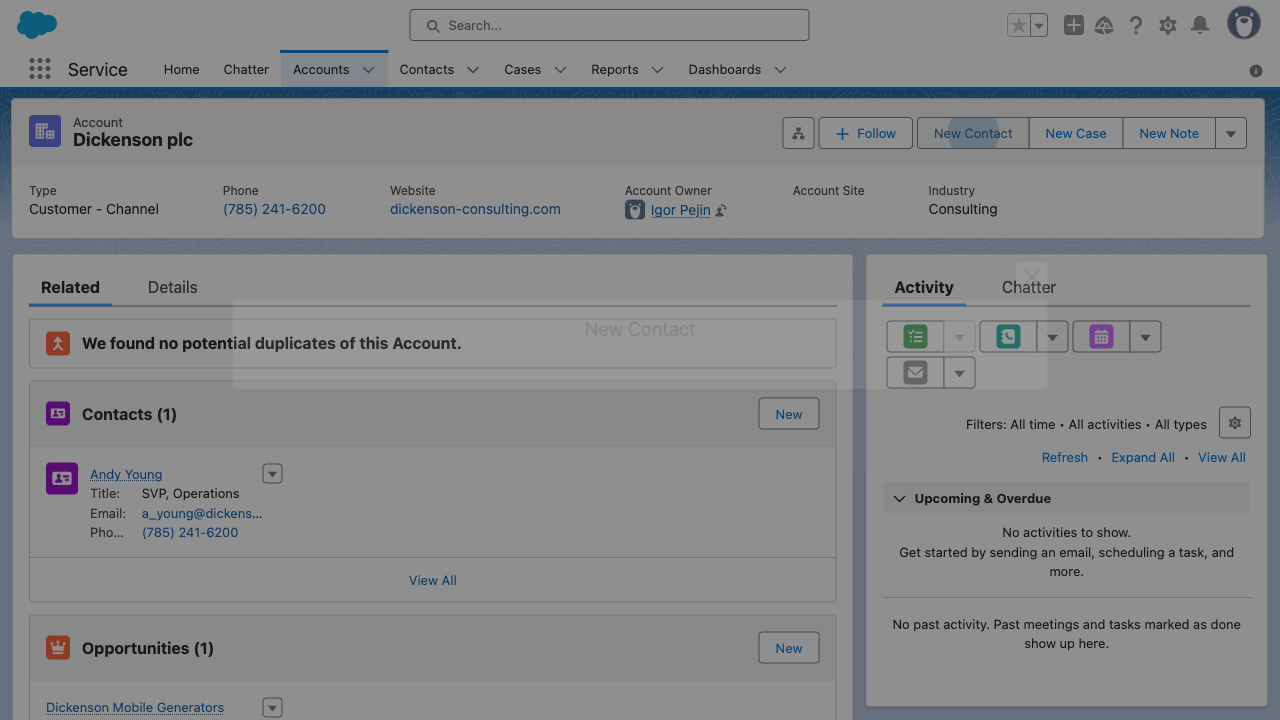 Search...
Service
Home
Chatter
Accounts
Contacts
Cases
Reports
Dashboards
Account
Dickenson plc
Follow
New Contact
New Case
New Note
Type
Customer - Channel
Phone
(785) 241-6200
Website
dickenson-consulting.com
Account Owner
Igor Pejin
Account Site
Industry
Consulting
Related
Details
New Contact
We found no potential duplicates of this Account.
Contacts (1)
New
Andy Young
Title: SVP, Operations
Email: a_young@dickens...
Pho... (785) 241-6200
View All
Opportunities (1)
New
Dickenson Mobile Generators
Activity
Chatter
Filters: All time • All activities • All types
Refresh • Expand All • View All
Upcoming & Overdue
No activities to show.
Get started by sending an email, scheduling a task, and
more.
No past activity. Past meetings and tasks marked as done
show up here.